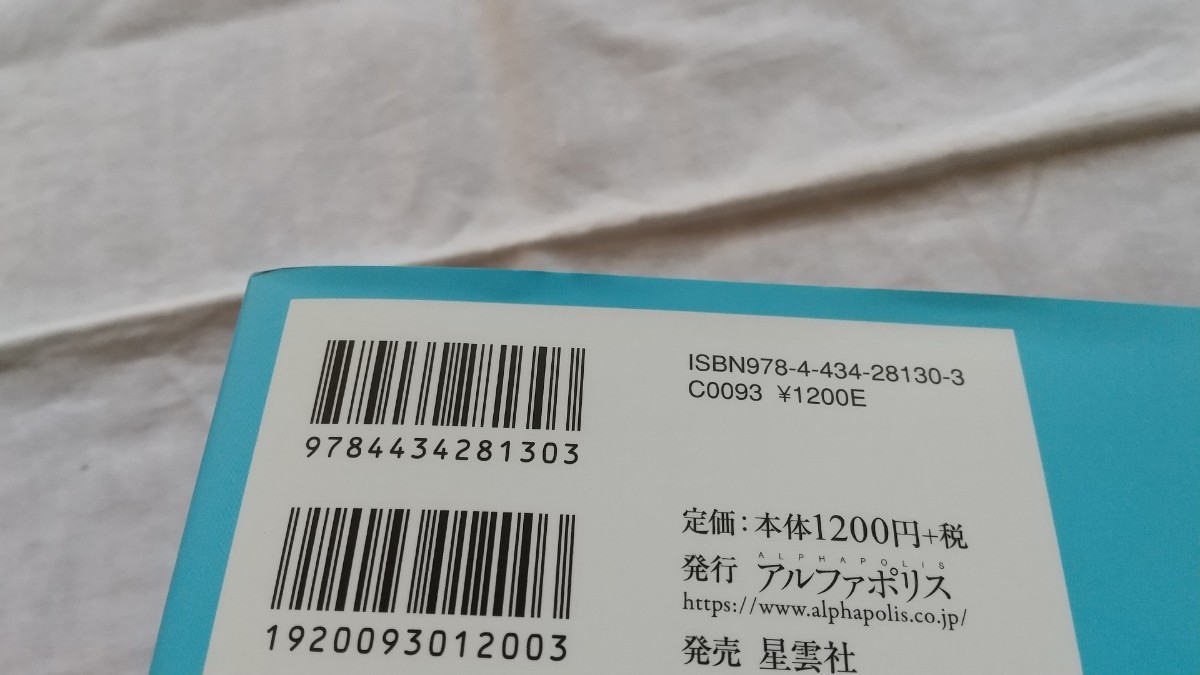 9784434281303
1920093012003
ISBN978-4-434-28130-3
C0093 ¥1200E
定価：本体1200円+税
ALPHAPOLIS
発行 アルファポリス
https://www.alphapolis.co.jp/
発売 星雲社